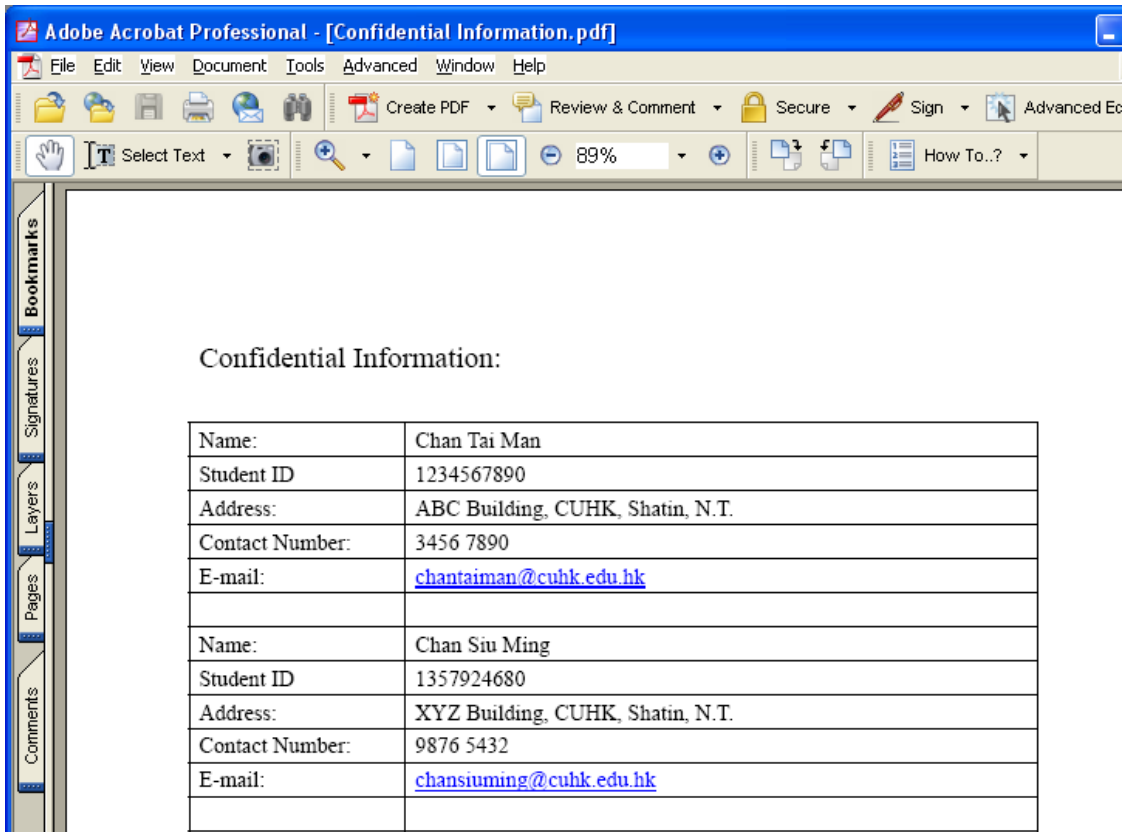 Adobe Acrobat Professional - [Confidential Information.pdf]
File Edit View Document Tools Advanced Window Help
Create PDF Review & Comment Secure Sign Advanced Ec
Select Text 89% How To..?
Bookmarks
Signatures
Layers
Pages
Comments
Confidential Information:
Name: Chan Tai Man
Student ID 1234567890
Address: ABC Building, CUHK, Shatin, N.T.
Contact Number: 3456 7890
E-mail: chantaiman@cuhk.edu.hk
Name: Chan Siu Ming
Student ID 1357924680
Address: XYZ Building, CUHK, Shatin, N.T.
Contact Number: 9876 5432
E-mail: chansiuming@cuhk.edu.hk